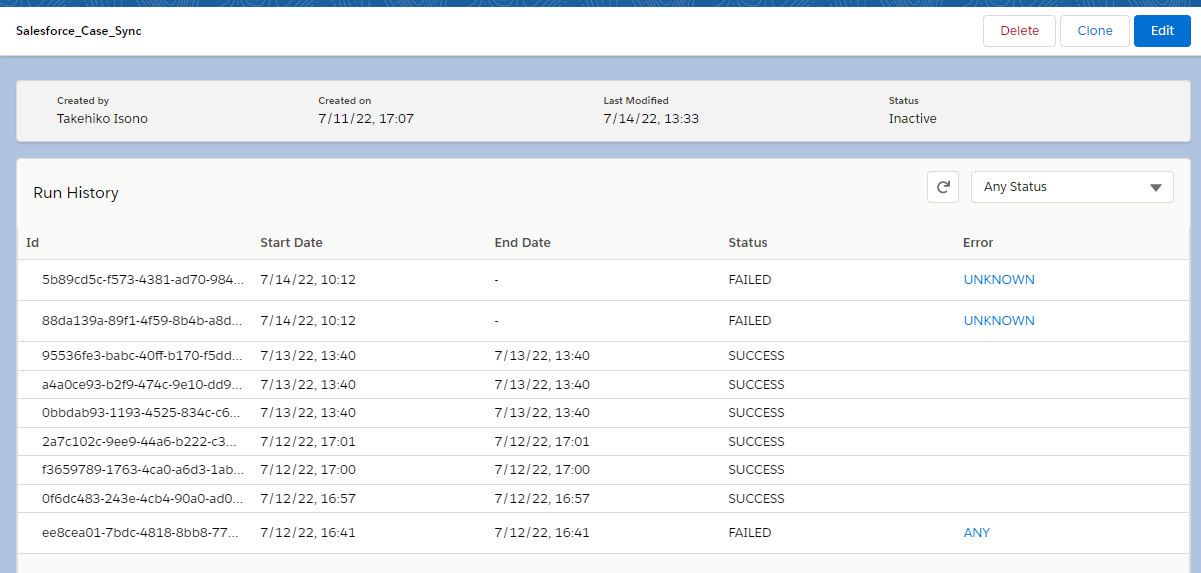 Salesforce_Case_Sync Delete Clone Edit
Created by Created on Last Modified Status
Takehiko Isono 7/11/22, 17:07 7/14/22, 13:33 Inactive
Run History Any Status
Id Start Date End Date Status Error
5b89cd5c-f573-4381-ad70-984... 7/14/22, 10:12 - FAILED UNKNOWN
88da139a-89f1-4f59-8b4b-a8d... 7/14/22, 10:12 - FAILED UNKNOWN
95536fe3-babc-40ff-b170-f5dd... 7/13/22, 13:40 7/13/22, 13:40 SUCCESS
a4a0ce93-b2f9-474c-9e10-dd9... 7/13/22, 13:40 7/13/22, 13:40 SUCCESS
0bbdab93-1193-4525-834c-c6... 7/13/22, 13:40 7/13/22, 13:40 SUCCESS
2a7c102c-9ee9-44a6-b222-c3... 7/12/22, 17:01 7/12/22, 17:01 SUCCESS
f3659789-1763-4ca0-a6d3-1ab... 7/12/22, 17:00 7/12/22, 17:00 SUCCESS
0f6dc483-243e-4cb4-90a0-ad0... 7/12/22, 16:57 7/12/22, 16:57 SUCCESS
ee8cea01-7bdc-4818-8bb8-77... 7/12/22, 16:41 7/12/22, 16:41 FAILED ANY